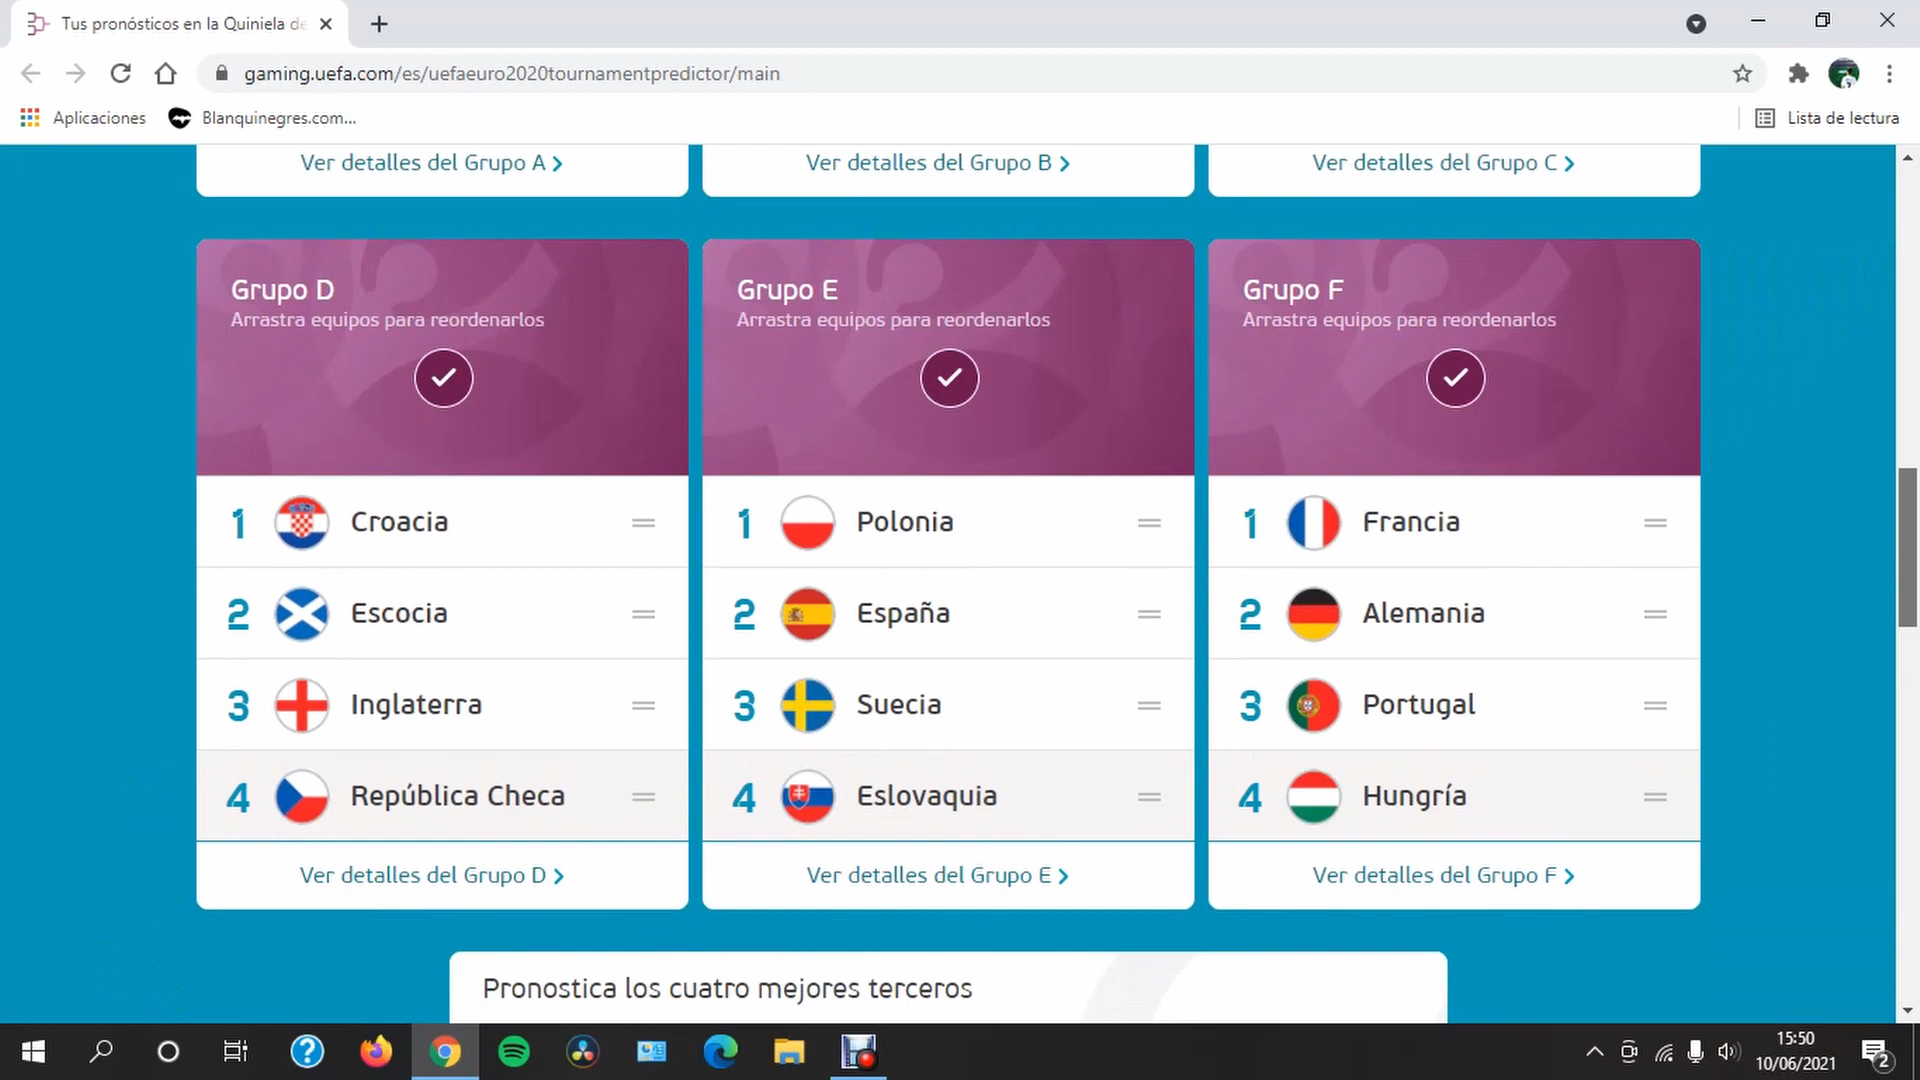 Tus pronósticos en la Quiniela de
gaming.uefa.com/es/uefaeuro2020tournamentpredictor/main
Aplicaciones
Blanquinegres.com...
Lista de lectura
Ver detalles del Grupo A
Ver detalles del Grupo B
Ver detalles del Grupo C
Grupo D
Arrastra equipos para reordenarlos
1 Croacia
2 Escocia
3 Inglaterra
4 República Checa
Ver detalles del Grupo D
Grupo E
Arrastra equipos para reordenarlos
1 Polonia
2 España
3 Suecia
4 Eslovaquia
Ver detalles del Grupo E
Grupo F
Arrastra equipos para reordenarlos
1 Francia
2 Alemania
3 Portugal
4 Hungría
Ver detalles del Grupo F
Pronostica los cuatro mejores terceros
15:50
10/06/2021
2